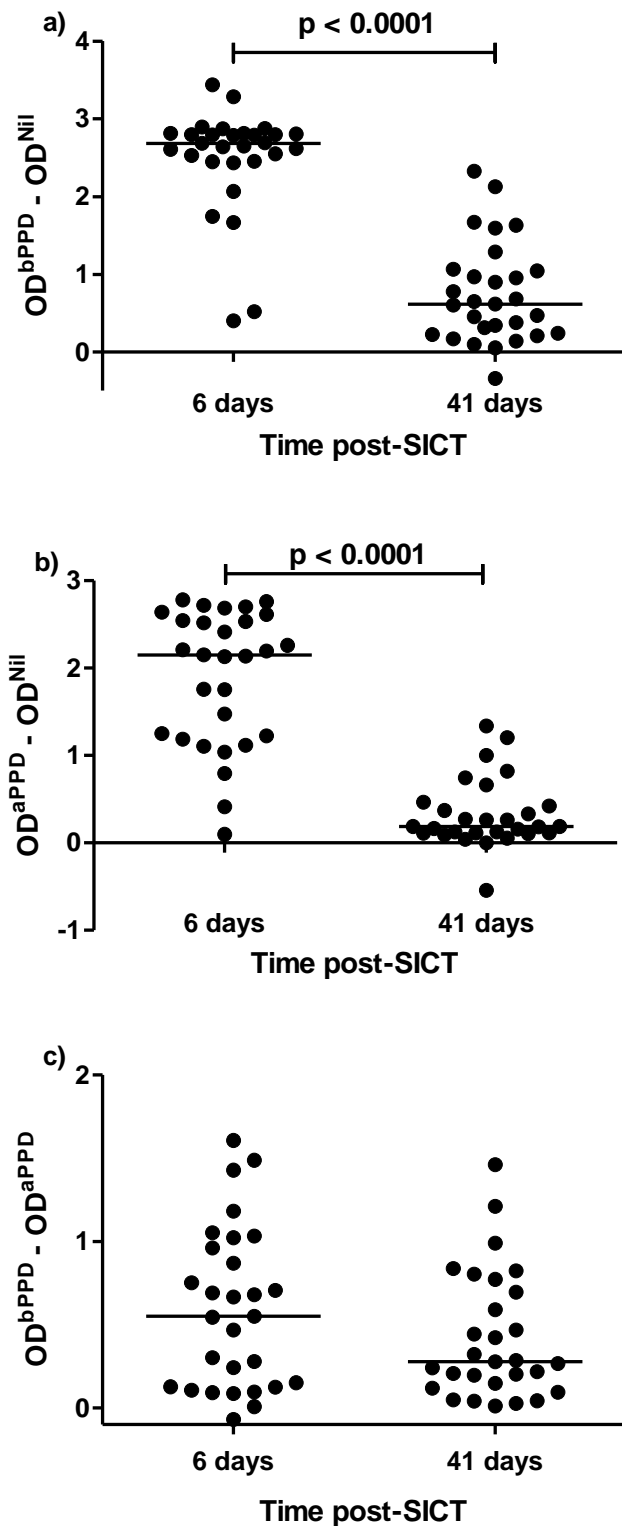 a)
p < 0.0001
OD^bPPD - OD^Nil
4
3
2
1
0
6 days
41 days
Time post-SICT
b)
p < 0.0001
OD^aPPD - OD^Nil
3
2
1
0
-1
6 days
41 days
Time post-SICT
c)
OD^bPPD - OD^aPPD
2
1
0
6 days
41 days
Time post-SICT